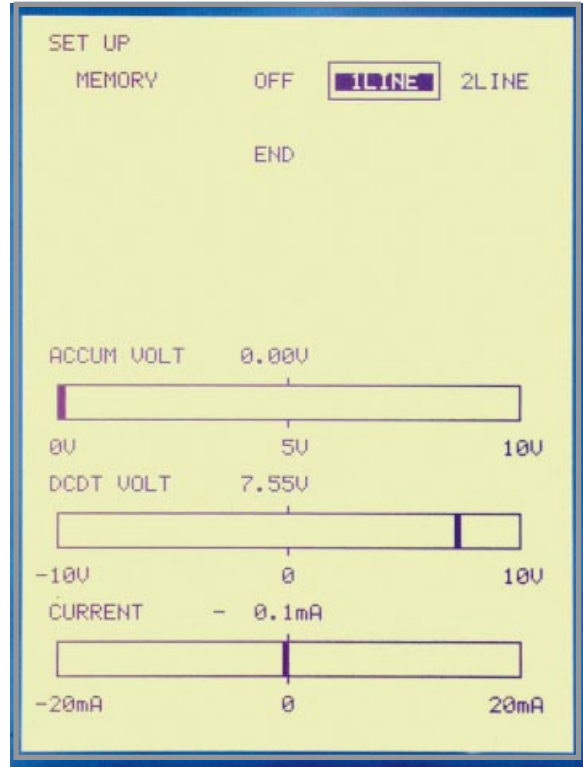 SET UP
MEMORY OFF 1LINE 2LINE
END
ACCUM VOLT 0.00V
0V 5V 10V
DCDT VOLT 7.55V
-10V 0 10V
CURRENT - 0.1mA
-20mA 0 20mA